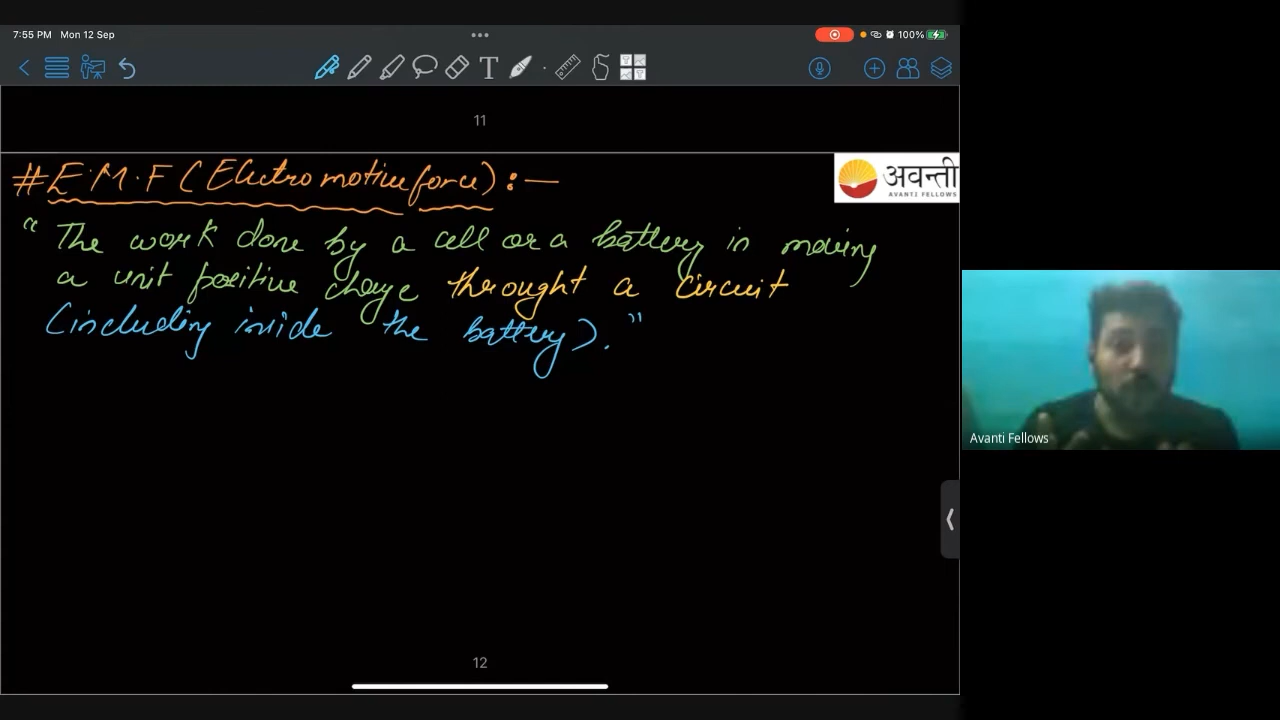 7:55 PM Mon 12 Sep
100%
T
11
#E.M.F (Electromotive force) :—
अवन्ती
AVANTI FELLOWS
“The work done by a cell or a battery in moving
a unit positive charge throught a circuit
(including inside the battery).”
Avanti Fellows
12